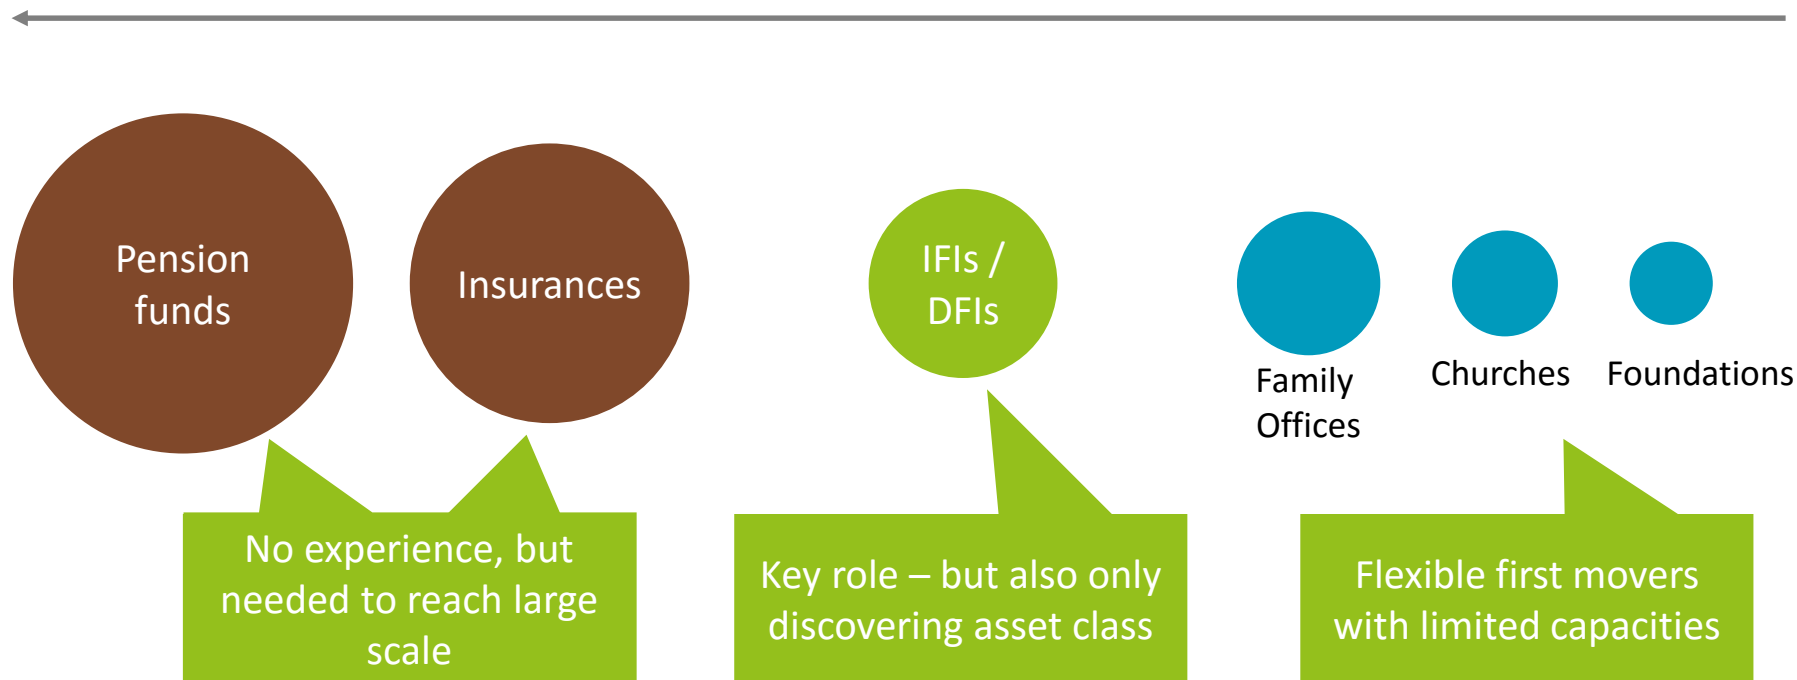 Pension
funds
Insurances
IFIs /
DFIs
Family
Offices
Churches
Foundations
No experience, but
needed to reach large
scale
Key role – but also only
discovering asset class
Flexible first movers
with limited capacities